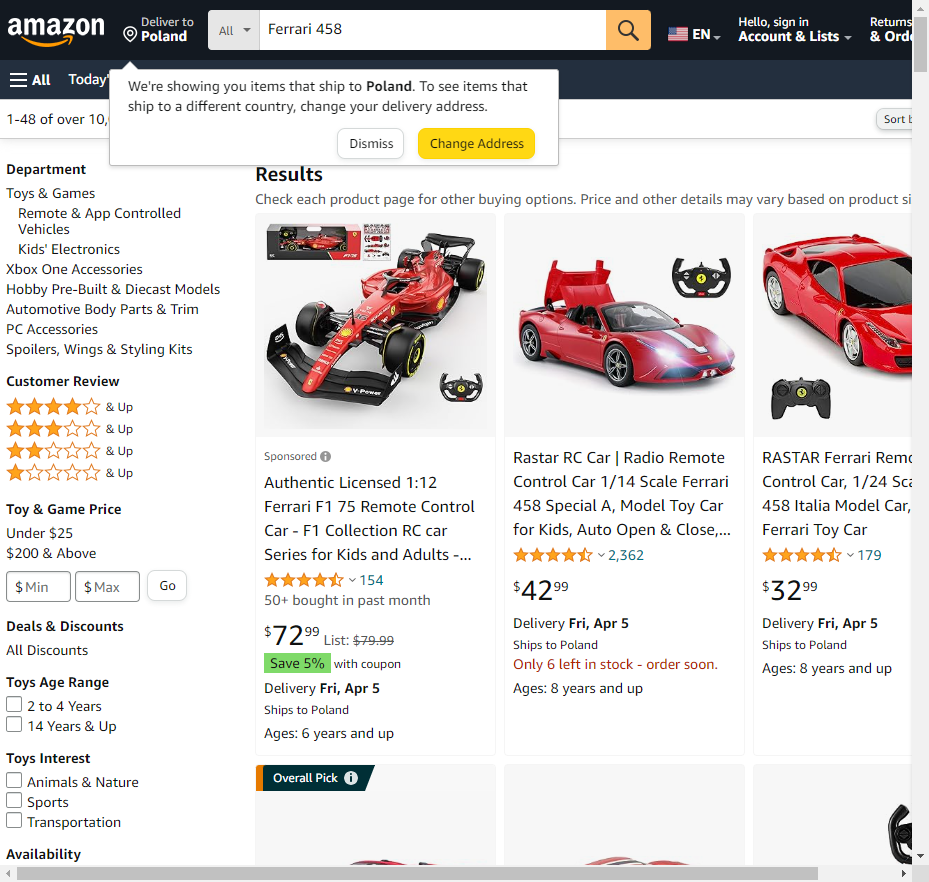 amazon
Deliver to
Poland
All
Ferrari 458
EN
Hello, sign in
Account & Lists
Returns
& Orde
All
Today'
We're showing you items that ship to Poland. To see items that
ship to a different country, change your delivery address.
Dismiss
Change Address
1-48 of over 10,
Sort b
Department
Toys & Games
Remote & App Controlled
Vehicles
Kids' Electronics
Xbox One Accessories
Hobby Pre-Built & Diecast Models
Automotive Body Parts & Trim
PC Accessories
Spoilers, Wings & Styling Kits
Customer Review
& Up
& Up
& Up
& Up
Toy & Game Price
Under $25
$200 & Above
$ Min
$ Max
Go
Deals & Discounts
All Discounts
Toys Age Range
2 to 4 Years
14 Years & Up
Toys Interest
Animals & Nature
Sports
Transportation
Availability
Results
Check each product page for other buying options. Price and other details may vary based on product si
V-Power
Sponsored
Authentic Licensed 1:12
Ferrari F1 75 Remote Control
Car - F1 Collection RC car
Series for Kids and Adults -...
154
50+ bought in past month
$72.99 List: $79.99
Save 5% with coupon
Delivery Fri, Apr 5
Ships to Poland
Ages: 6 years and up
Rastar RC Car | Radio Remote
Control Car 1/14 Scale Ferrari
458 Special A, Model Toy Car
for Kids, Auto Open & Close,...
2,362
$42.99
Delivery Fri, Apr 5
Ships to Poland
Only 6 left in stock - order soon.
Ages: 8 years and up
RASTAR Ferrari Remo
Control Car, 1/24 Sca
458 Italia Model Car,
Ferrari Toy Car
179
$32.99
Delivery Fri, Apr 5
Ships to Poland
Ages: 8 years and up
Overall Pick